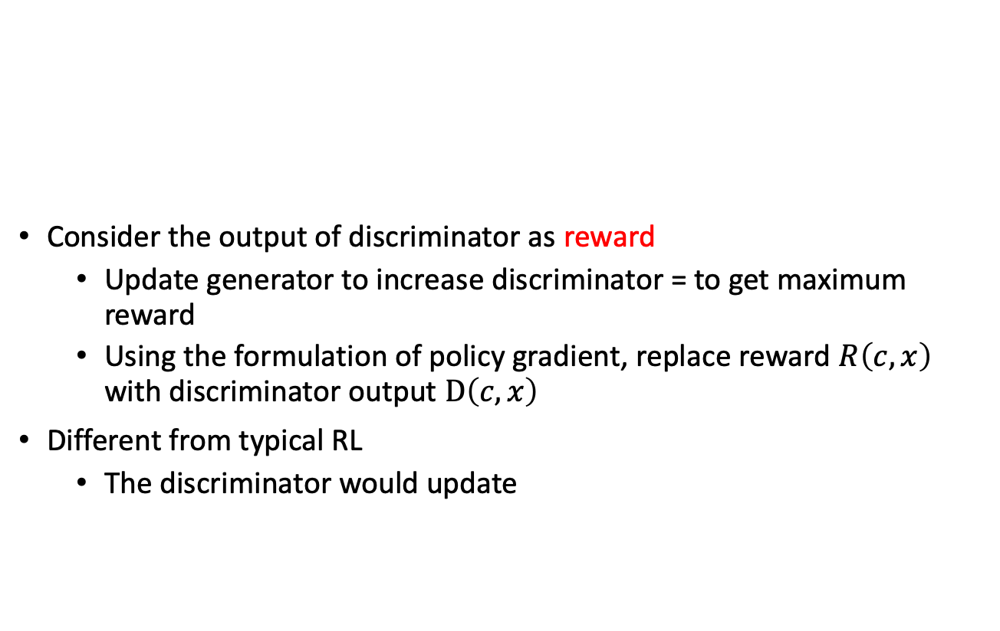 • Consider the output of discriminator as reward
• Update generator to increase discriminator = to get maximum
reward
• Using the formulation of policy gradient, replace reward R(c, x)
with discriminator output D(c, x)
• Different from typical RL
• The discriminator would update